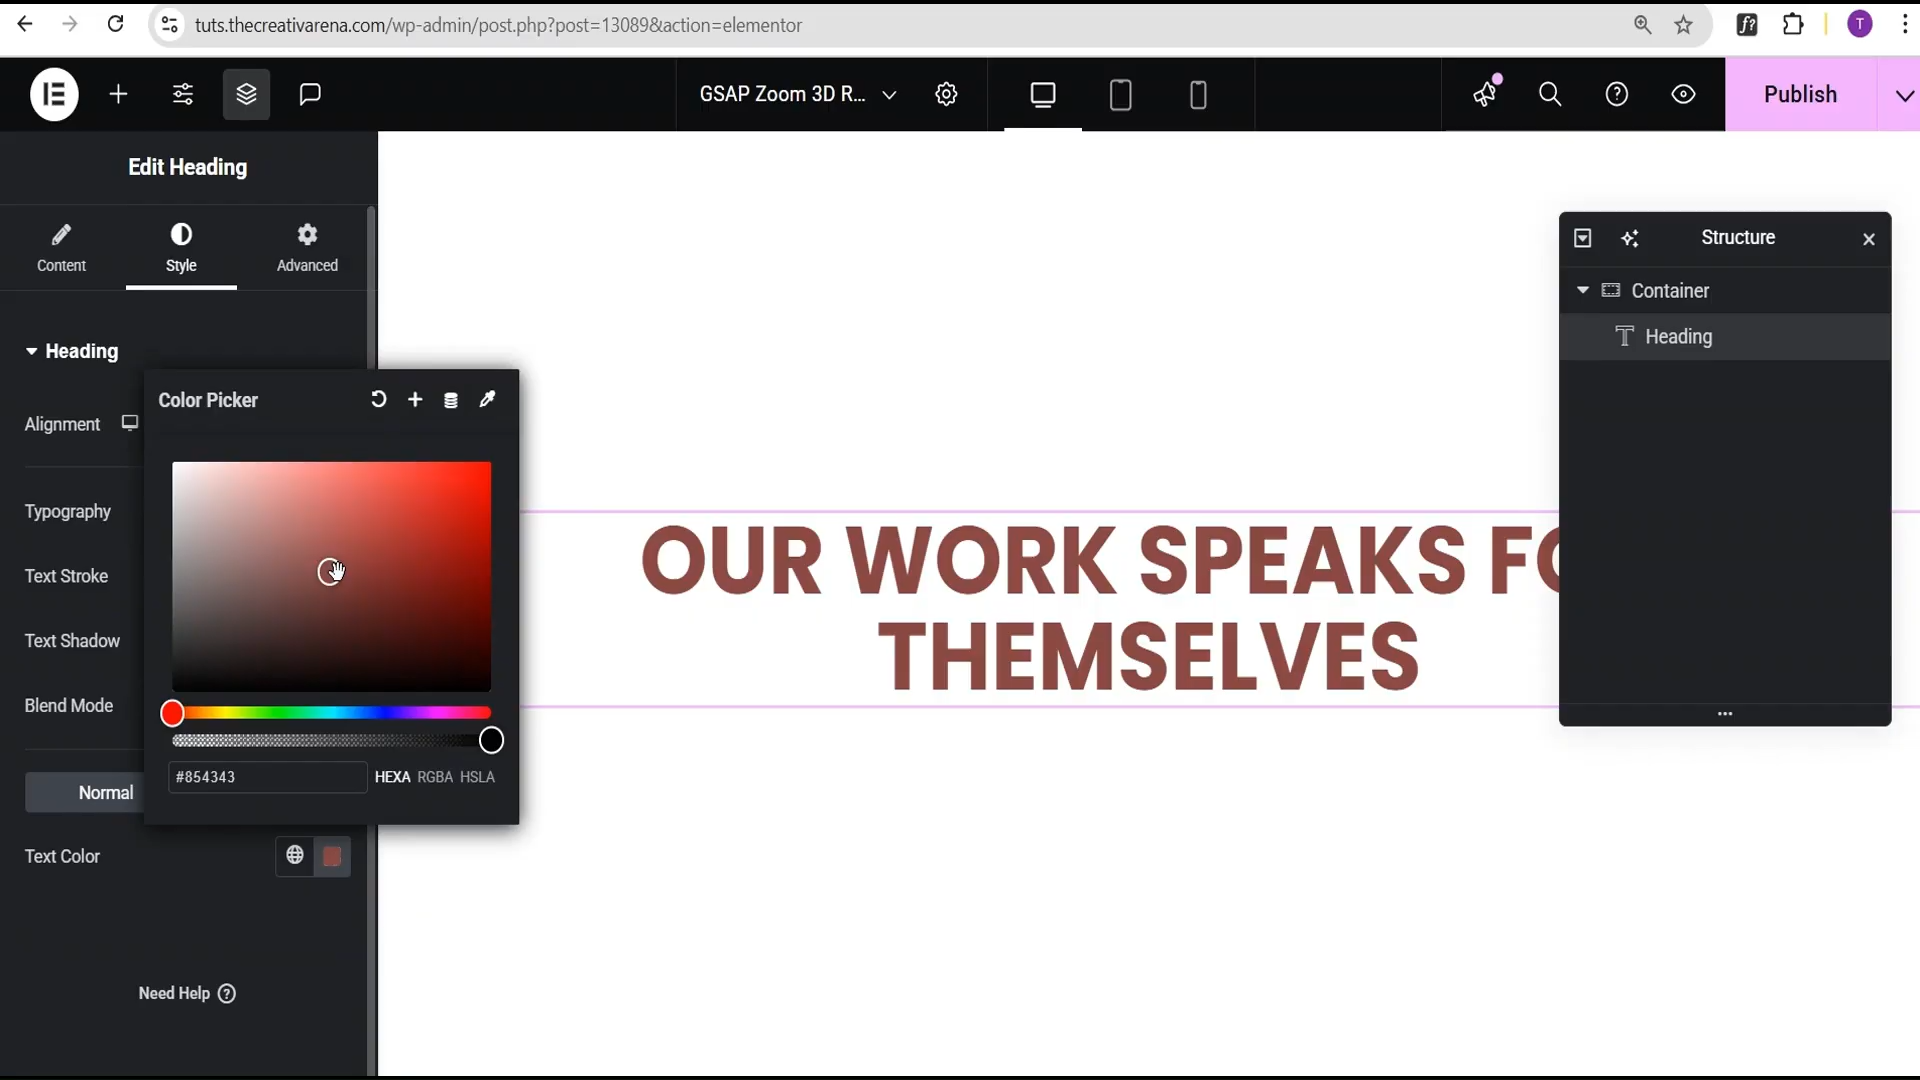 tuts.thecreativarena.com/wp-admin/post.php?post=13089&action=elementor
T
GSAP Zoom 3D R...
Publish
Edit Heading
Content
Style
Advanced
Heading
Alignment
Typography
Text Stroke
Text Shadow
Blend Mode
Normal
Text Color
Need Help
Color Picker
#854343
HEXA RGBA HSLA
OUR WORK SPEAKS FO
THEMSELVES
Structure
Container
Heading